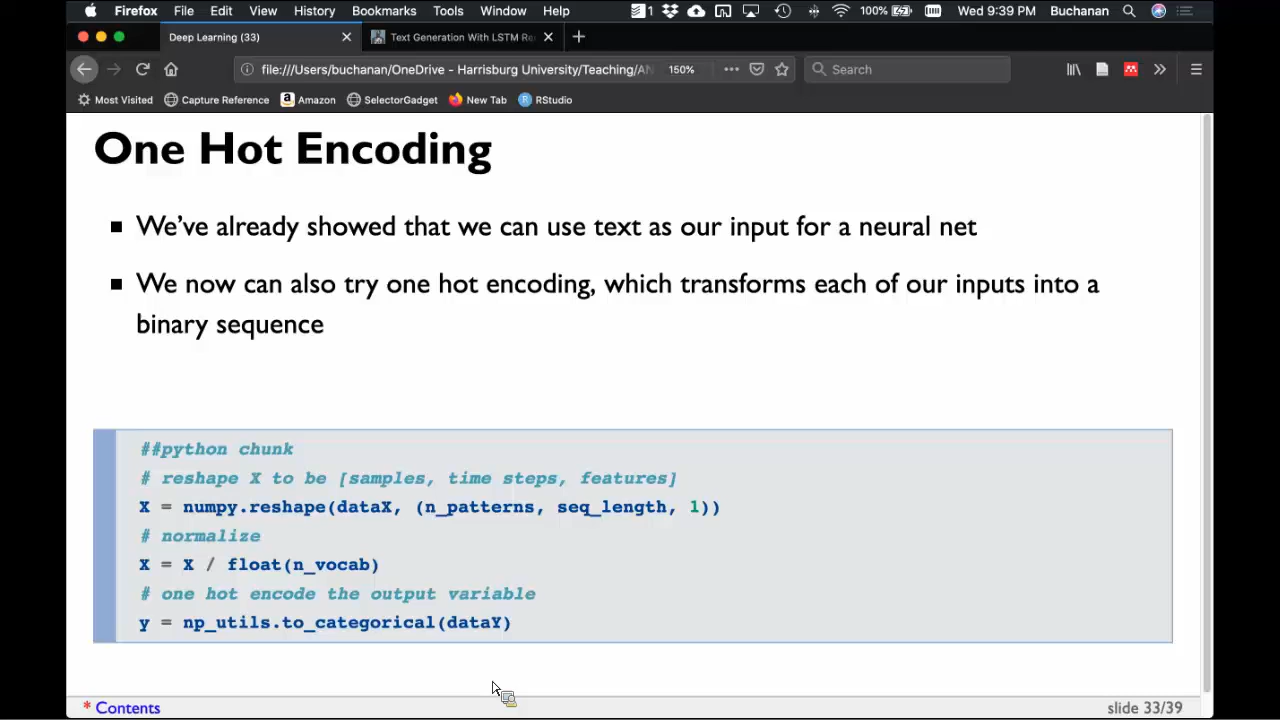 Firefox File Edit View History Bookmarks Tools Window Help 1 100% Wed 9:39 PM Buchanan
Deep Learning (33) Text Generation With LSTM Re
file:///Users/buchanan/OneDrive - Harrisburg University/Teaching/AN 150% Search
Most Visited Capture Reference Amazon SelectorGadget New Tab RStudio
One Hot Encoding
We've already showed that we can use text as our input for a neural net
We now can also try one hot encoding, which transforms each of our inputs into a
binary sequence
##python chunk
# reshape X to be [samples, time steps, features]
X = numpy.reshape(dataX, (n_patterns, seq_length, 1))
# normalize
X = X / float(n_vocab)
# one hot encode the output variable
y = np_utils.to_categorical(dataY)
* Contents slide 33/39